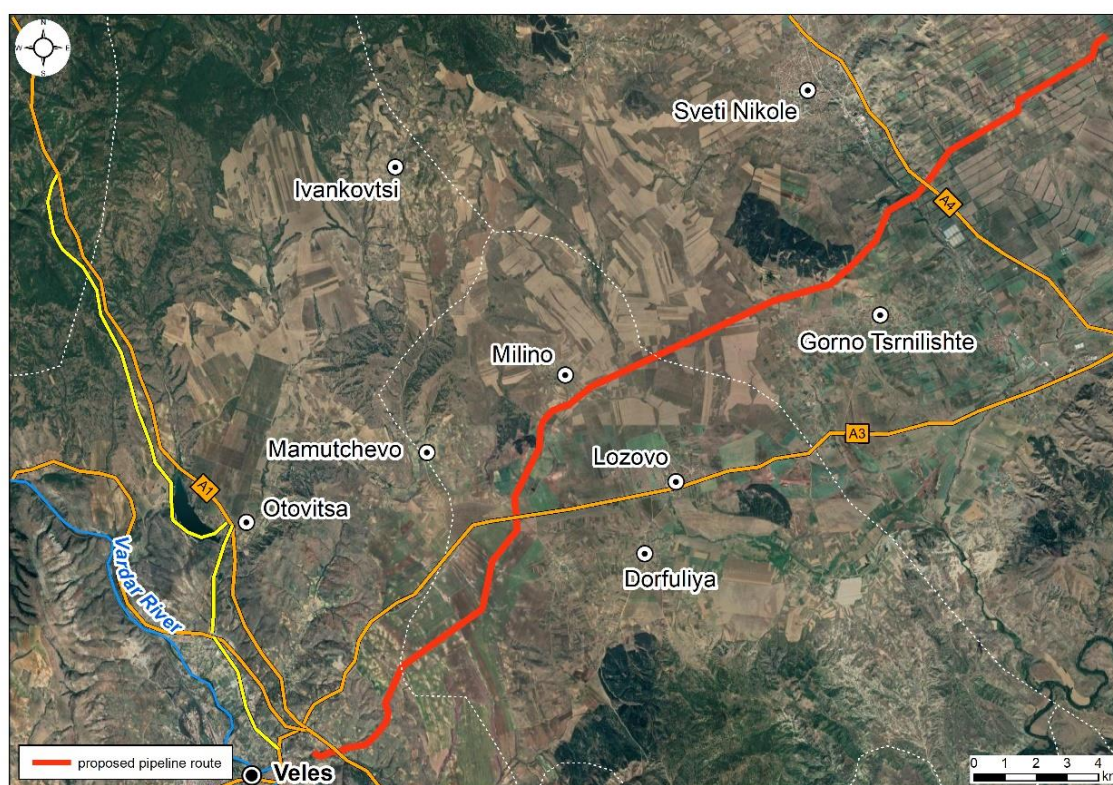 N
W E
S
Sveti Nikole
Ivankovtsi
A4
Gorno Tsrnilishte
Milino
A3
Mamutchevo
Lozovo
A1
Otovitsa
Dorfuliya
Vardar River
proposed pipeline route
Veles
0 1 2 3 4
km